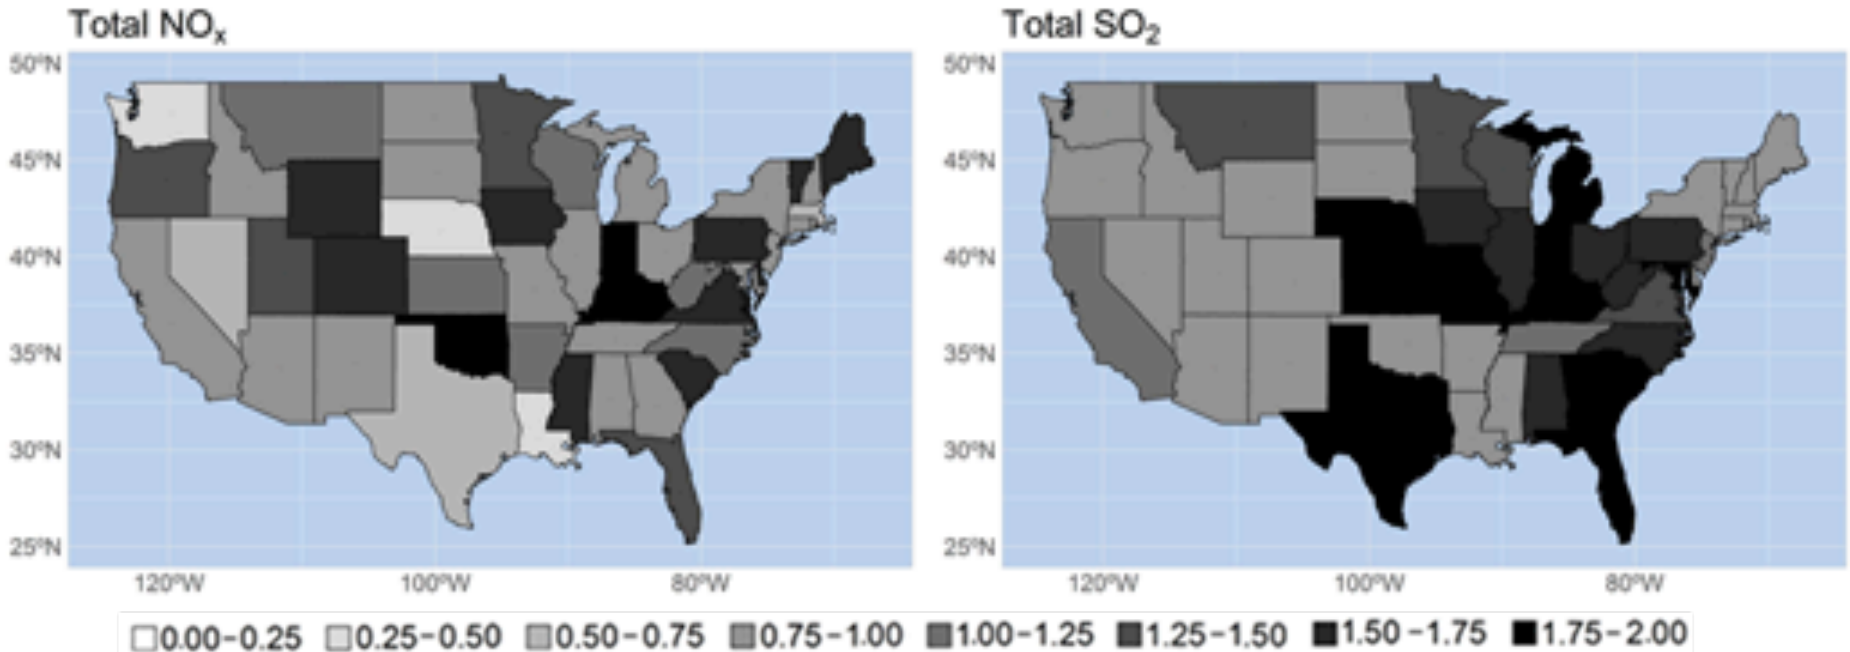 Total NOₓ
50°N
45°N
40°N
35°N
30°N
25°N
120°W 100°W 80°W
Total SO₂
50°N
45°N
40°N
35°N
30°N
25°N
120°W 100°W 80°W
0.00−0.25 0.25−0.50 0.50−0.75 0.75−1.00 1.00−1.25 1.25−1.50 1.50 −1.75 1.75−2.00